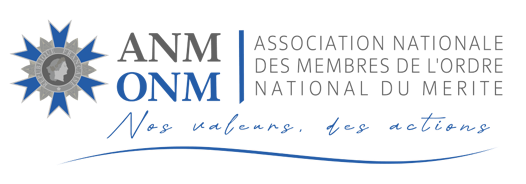 ANM
ONM
ASSOCIATION NATIONALE
DES MEMBRES DE L'ORDRE
NATIONAL DU MERITE
Nos valeurs, des actions